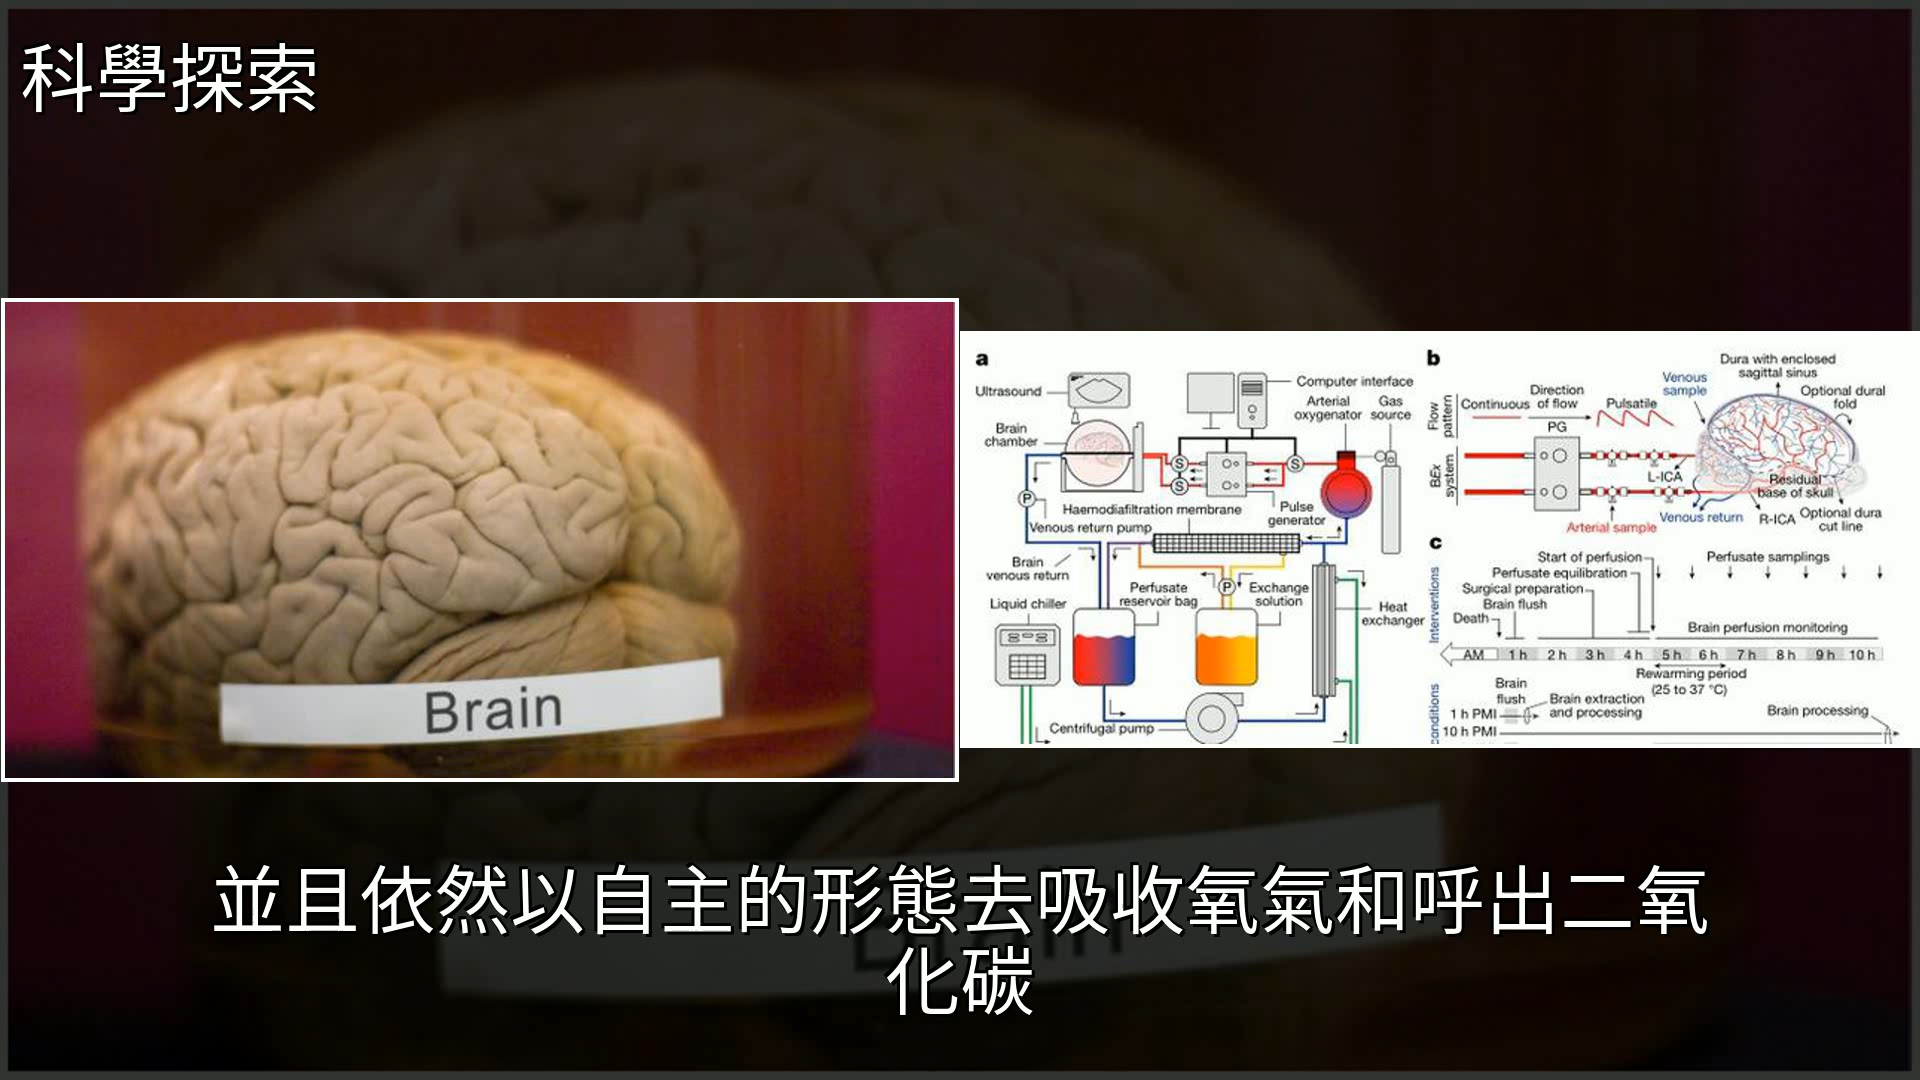 科學探索
Brain
a
Ultrasound
Computer interface
Arterial
oxygenator
Gas
source
Brain
chamber
S
S
S
P
Haemodiafiltration membrane
Pulse
generator
Venous return pump
Brain
venous return
P
Perfusate
reservoir bag
Exchange
solution
Liquid chiller
Heat
exchanger
Centrifugal pump
b
Dura with enclosed
sagittal sinus
Venous
sample
Optional dural
fold
Flow
pattern
Continuous
Direction
of flow
Pulsatile
PG
BEx
system
L-ICA
Residual
base of skull
Arterial sample
Venous return
R-ICA
Optional dura
cut line
c
Start of perfusion
Perfusate samplings
Perfusate equilibration
Surgical preparation
Brain flush
Death
Interventions
Brain perfusion monitoring
AM 1 h 2 h 3 h 4 h 5 h 6 h 7 h 8 h 9 h 10 h
Rewarming period
(25 to 37 °C)
Brain
flush
Brain extraction
and processing
1 h PMI
Brain processing
10 h PMI
並且依然以自主的形態去吸收氧氣和呼出二氧
化碳